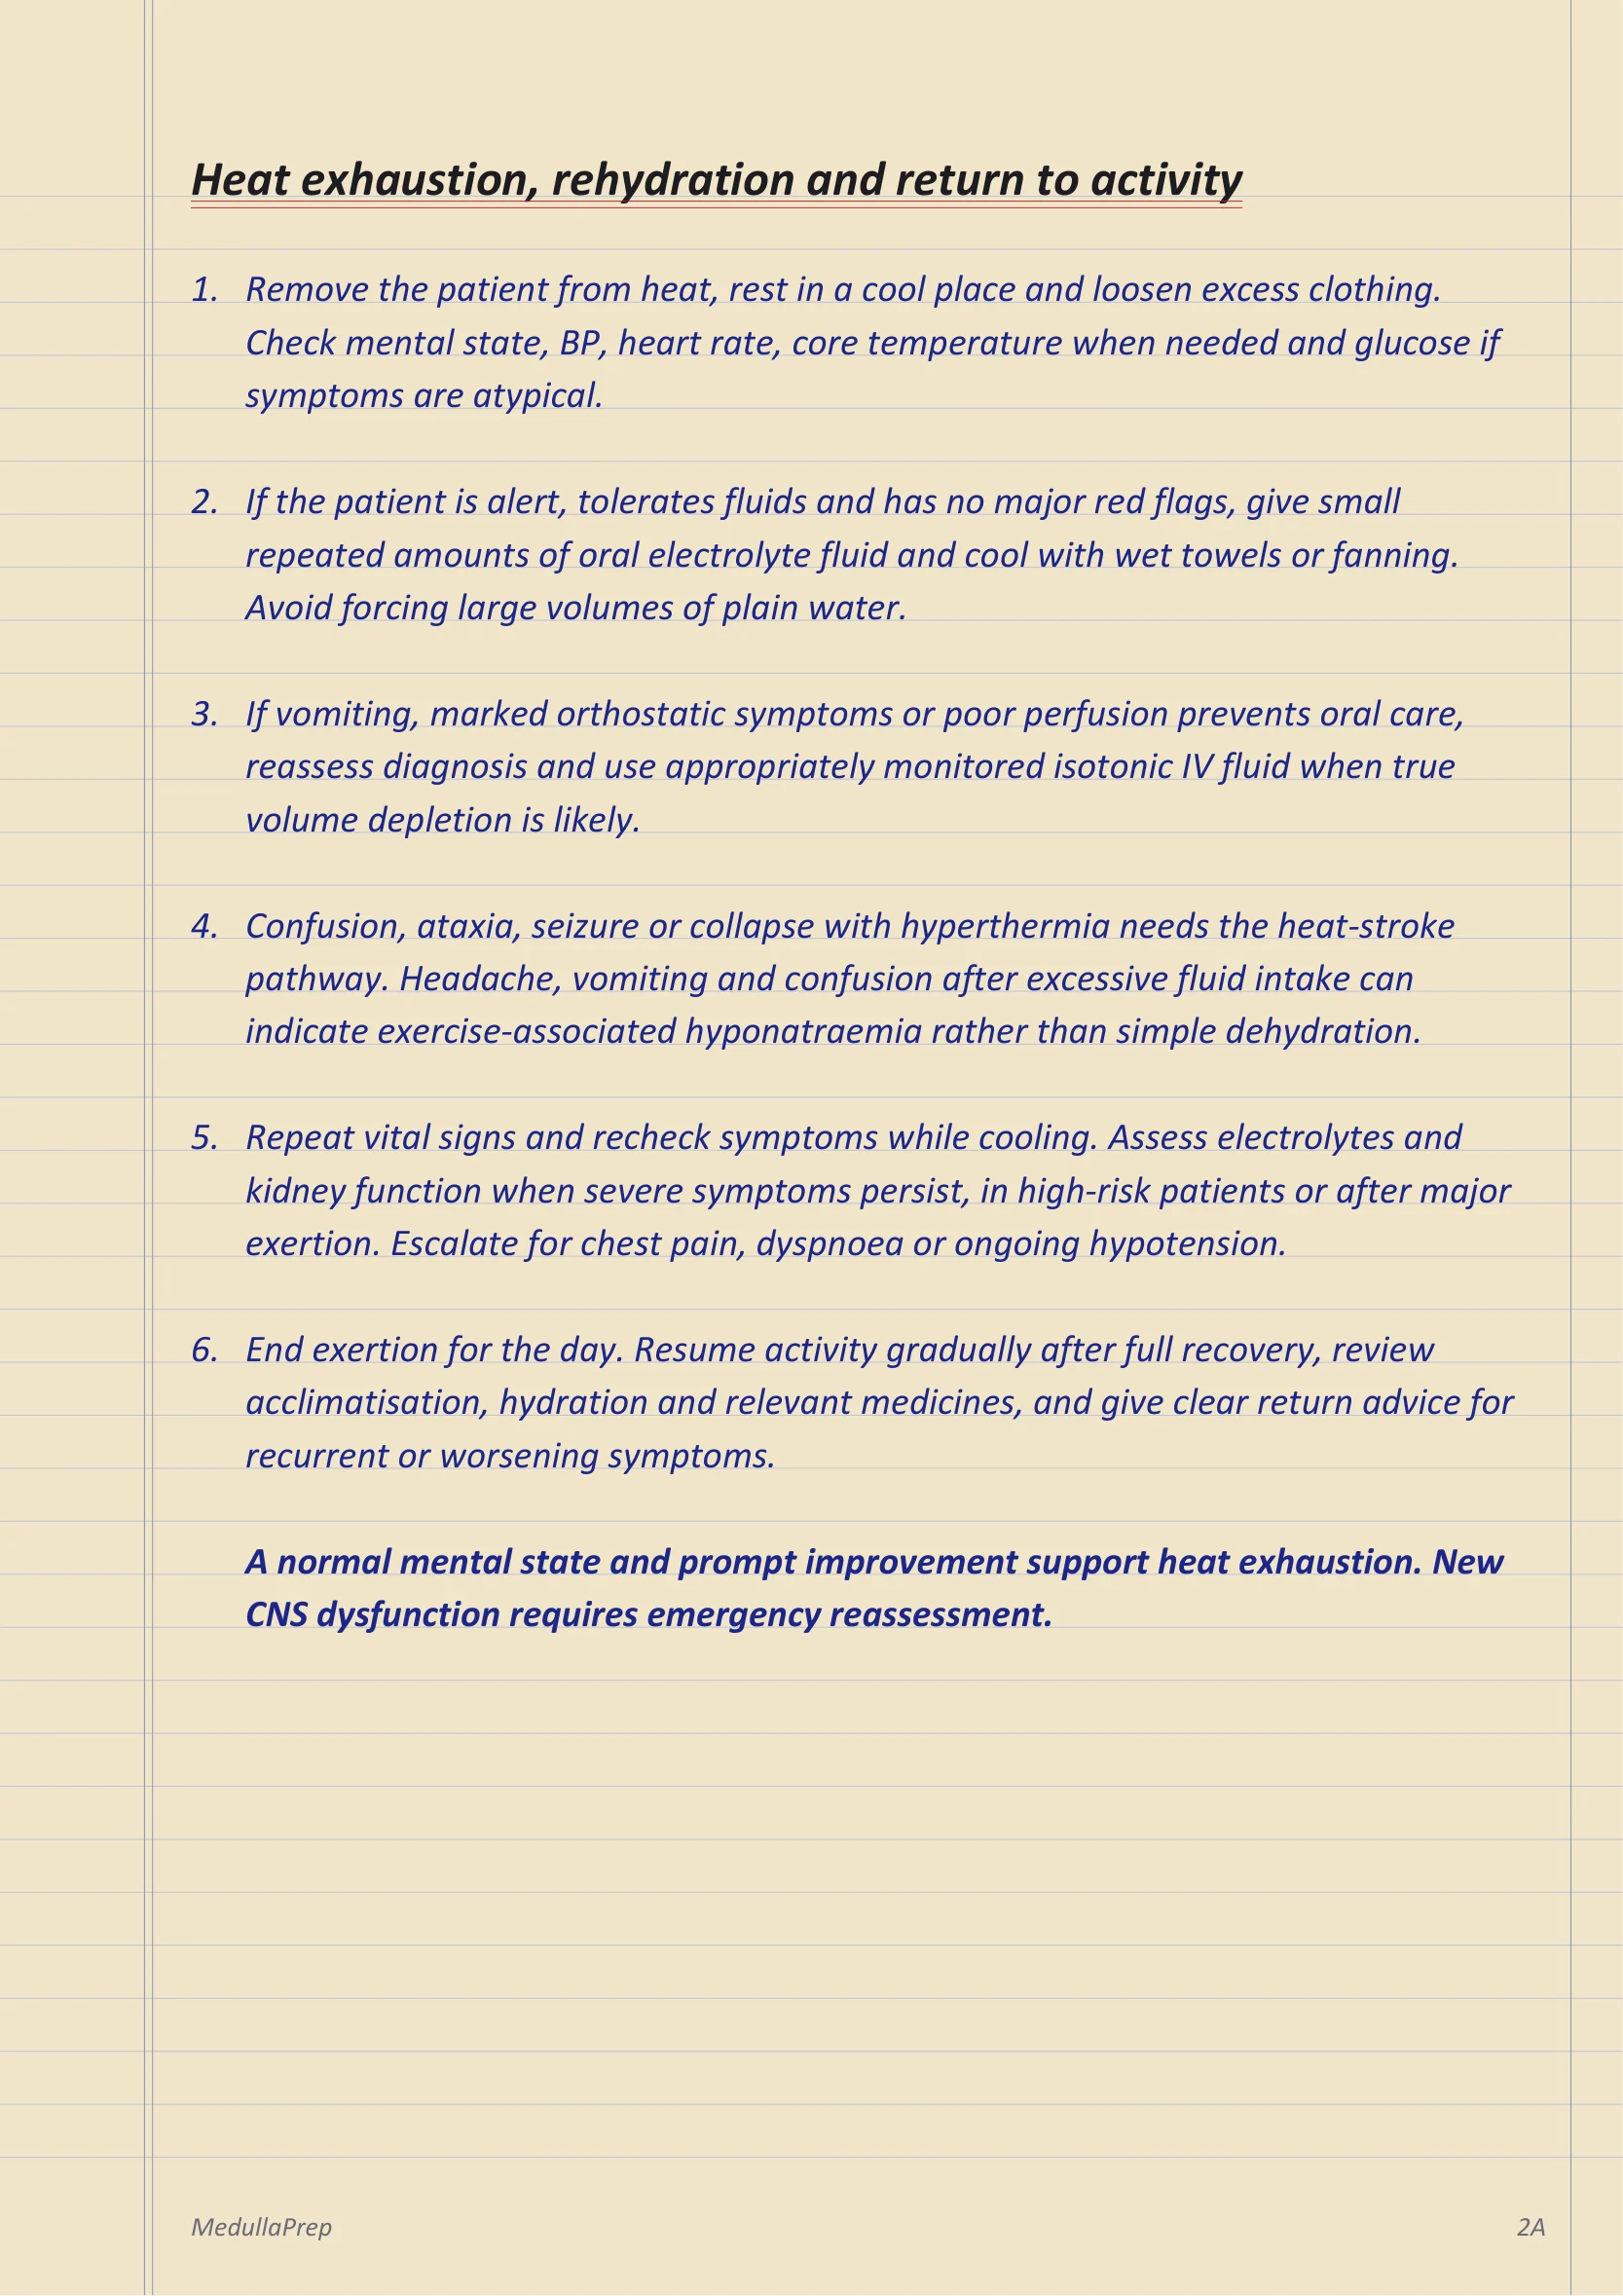 Heat exhaustion, rehydration and return to activity
1. Remove the patient from heat, rest in a cool place and loosen excess clothing.
Check mental state, BP, heart rate, core temperature when needed and glucose if
symptoms are atypical.
2. If the patient is alert, tolerates fluids and has no major red flags, give small
repeated amounts of oral electrolyte fluid and cool with wet towels or fanning.
Avoid forcing large volumes of plain water.
3. If vomiting, marked orthostatic symptoms or poor perfusion prevents oral care,
reassess diagnosis and use appropriately monitored isotonic IV fluid when true
volume depletion is likely.
4. Confusion, ataxia, seizure or collapse with hyperthermia needs the heat-stroke
pathway. Headache, vomiting and confusion after excessive fluid intake can
indicate exercise-associated hyponatraemia rather than simple dehydration.
5. Repeat vital signs and recheck symptoms while cooling. Assess electrolytes and
kidney function when severe symptoms persist, in high-risk patients or after major
exertion. Escalate for chest pain, dyspnoea or ongoing hypotension.
6. End exertion for the day. Resume activity gradually after full recovery, review
acclimatisation, hydration and relevant medicines, and give clear return advice for
recurrent or worsening symptoms.
A normal mental state and prompt improvement support heat exhaustion. New
CNS dysfunction requires emergency reassessment.
MedullaPrep
2A